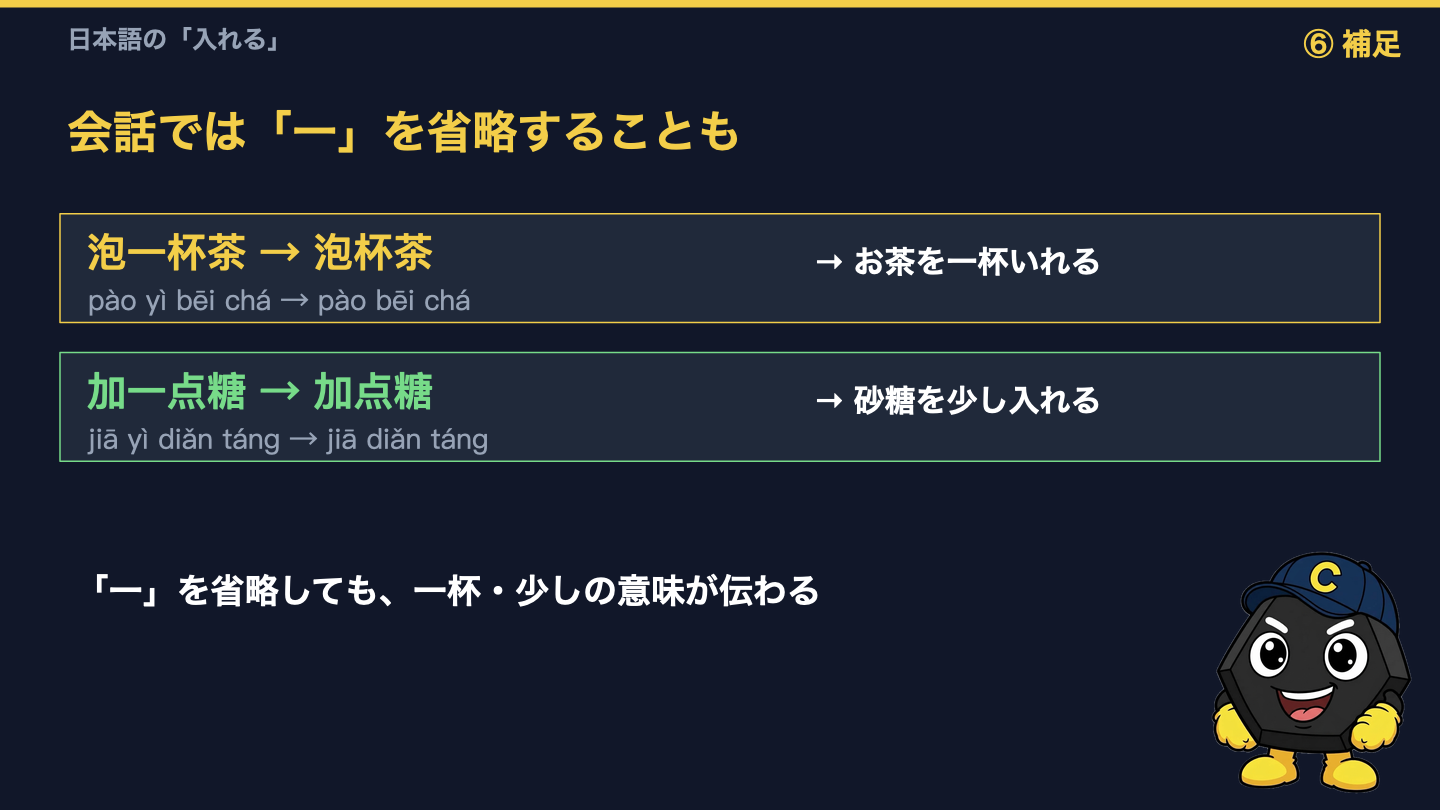 日本語の「入れる」
⑥ 補足
会話では「一」を省略することも
泡一杯茶 → 泡杯茶
pào yì bēi chá → pào bēi chá
→ お茶を一杯いれる
加一点糖 → 加点糖
jiā yì diǎn táng → jiā diǎn táng
→ 砂糖を少し入れる
「一」を省略しても、一杯・少しの意味が伝わる
C